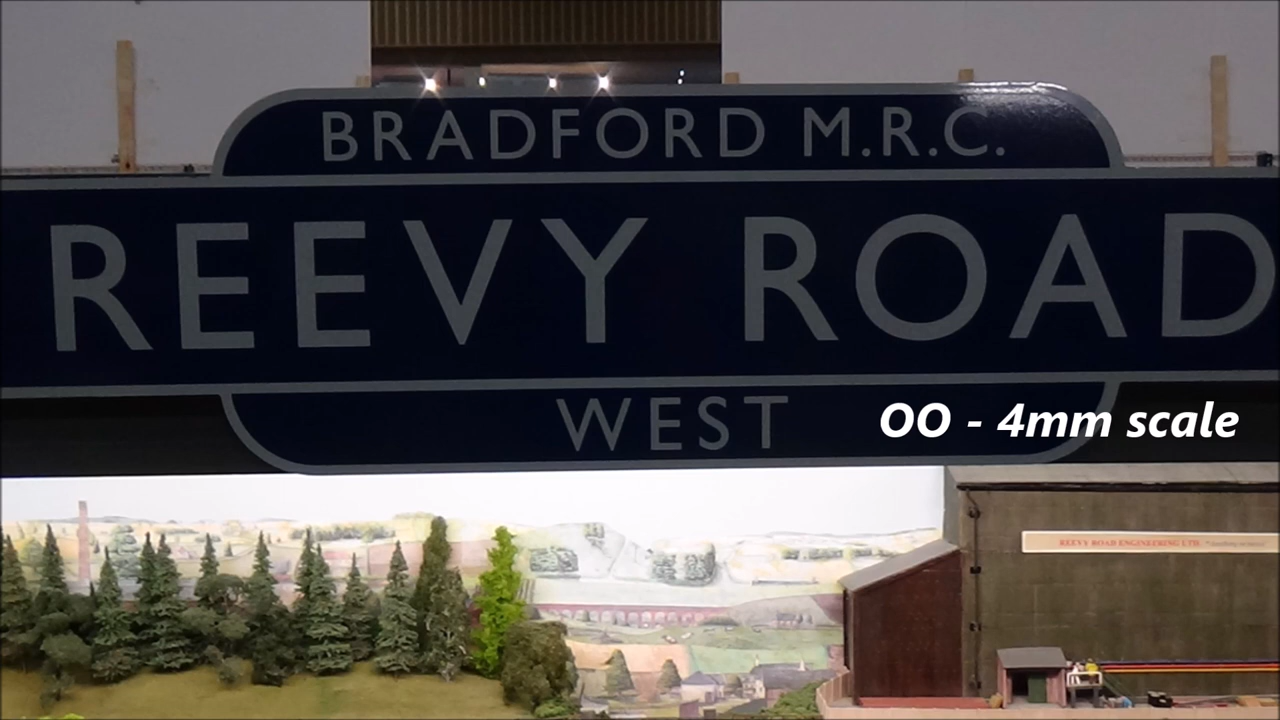 BRADFORD M.R.C.
REEVY ROAD
WEST
OO - 4mm scale
REEVY ROAD ENGINEERING LTD.